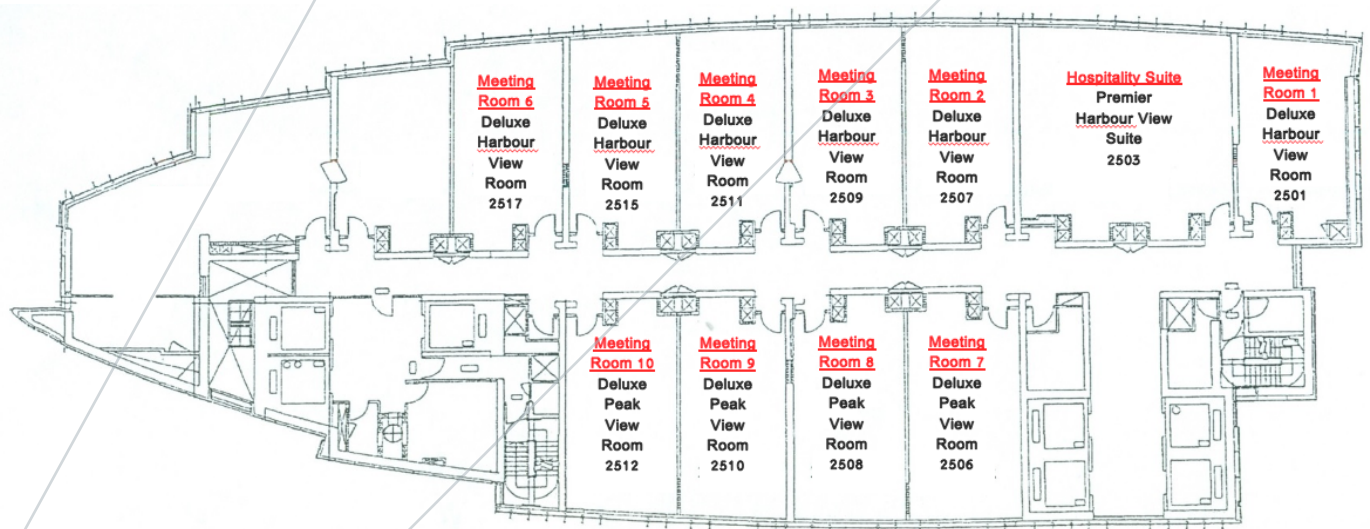 Meeting
Room 6
Deluxe
Harbour
View
Room
2517
Meeting
Room 5
Deluxe
Harbour
View
Room
2515
Meeting
Room 4
Deluxe
Harbour
View
Room
2511
Meeting
Room 3
Deluxe
Harbour
View
Room
2509
Meeting
Room 2
Deluxe
Harbour
View
Room
2507
Hospitality Suite
Premier
Harbour View
Suite
2503
Meeting
Room 1
Deluxe
Harbour
View
Room
2501
Meeting
Room 10
Deluxe
Peak
View
Room
2512
Meeting
Room 9
Deluxe
Peak
View
Room
2510
Meeting
Room 8
Deluxe
Peak
View
Room
2508
Meeting
Room 7
Deluxe
Peak
View
Room
2506